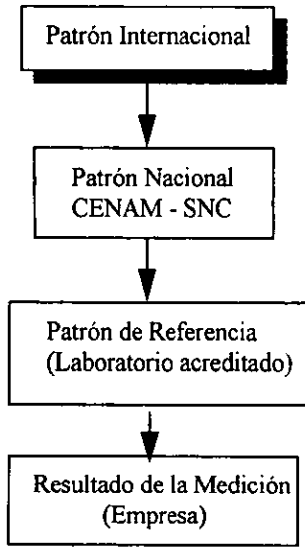 Patrón Internacional
Patrón Nacional
CENAM - SNC
Patrón de Referencia
(Laboratorio acreditado)
Resultado de la Medición
(Empresa)